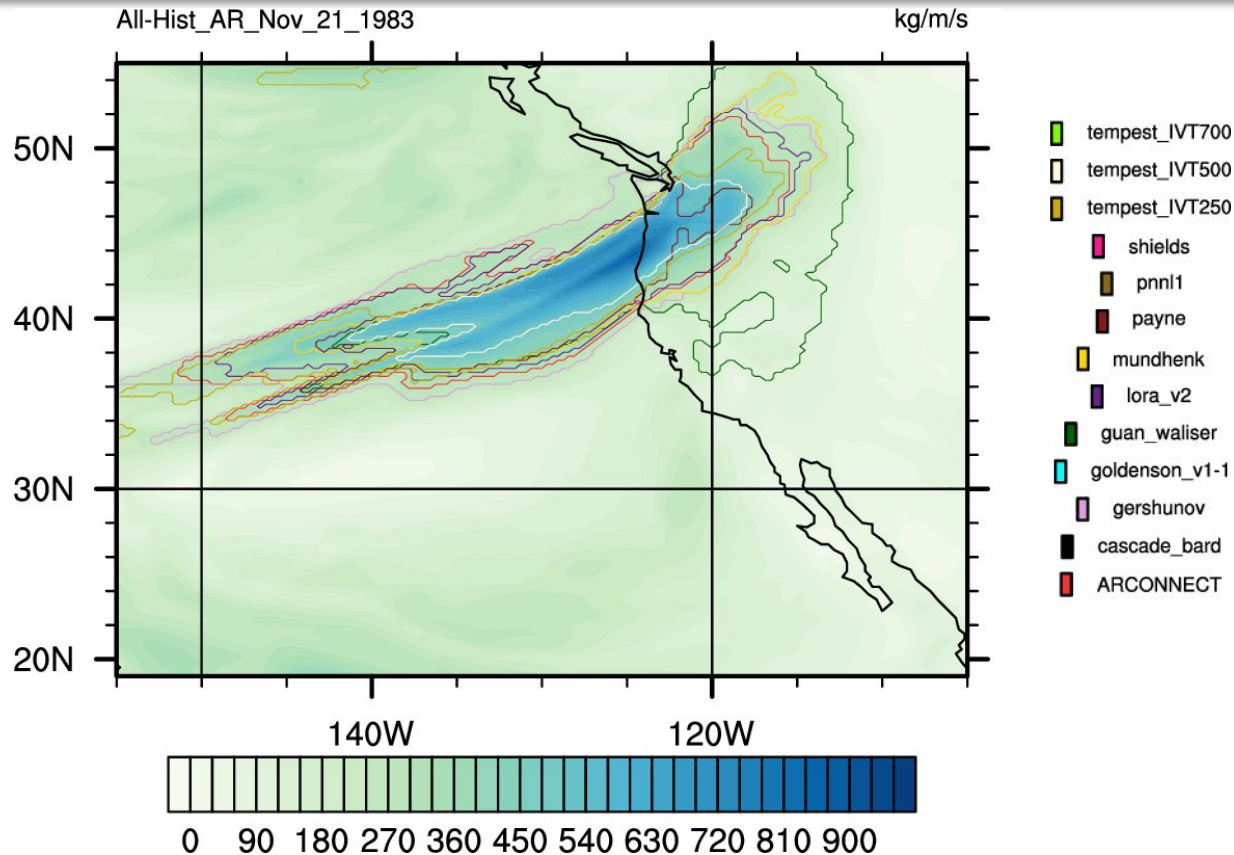 All-Hist_AR_Nov_21_1983
kg/m/s
50N
40N
30N
20N
140W
120W
0 90 180 270 360 450 540 630 720 810 900
tempest_IVT700
tempest_IVT500
tempest_IVT250
shields
pnnl1
payne
mundhenk
lora_v2
guan_waliser
goldenson_v1-1
gershunov
cascade_bard
ARCONNECT